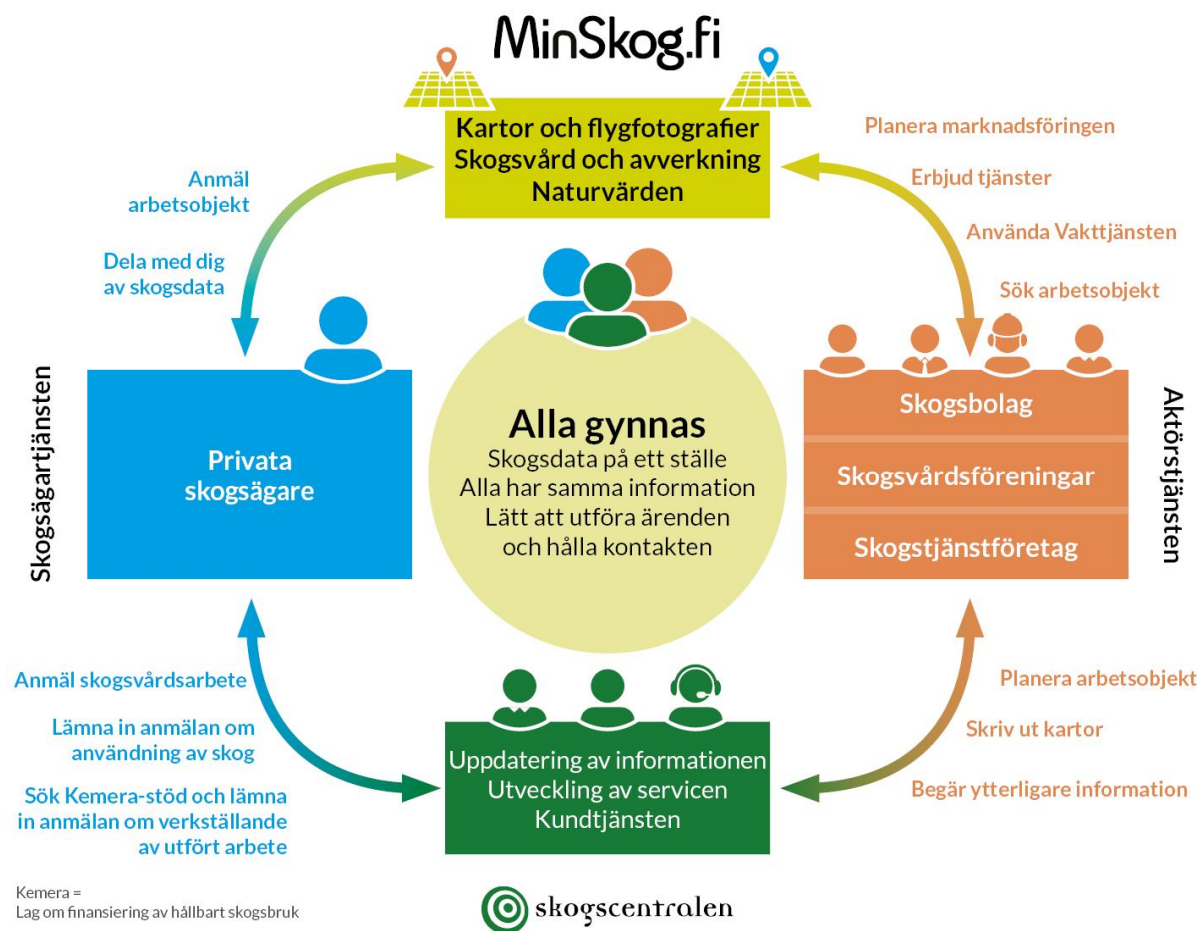 MinSkog.fi
Kartor och flygfotografier
Skogsvård och avverkning
Naturvärden
Anmäl
arbetsobjekt
Dela med dig
av skogsdata
Planera marknadsföringen
Erbjud tjänster
Använda Vakttjänsten
Sök arbetsobjekt
Skogsägartjänsten
Privata
skogsägare
Alla gynnas
Skogsdata på ett ställe
Alla har samma information
Lätt att utföra ärenden
och hålla kontakten
Skogsbolag
Skogsvårdsföreningar
Skogstjänstföretag
Aktörstjänsten
Anmäl skogsvårdsarbete
Lämna in anmälan om
användning av skog
Sök Kemera-stöd och lämna
in anmälan om verkställande
av utfört arbete
Uppdatering av informationen
Utveckling av servicen
Kundtjänsten
Planera arbetsobjekt
Skriv ut kartor
Begär ytterligare information
Kemera =
Lag om finansiering av hållbart skogsbruk
skogscentralen